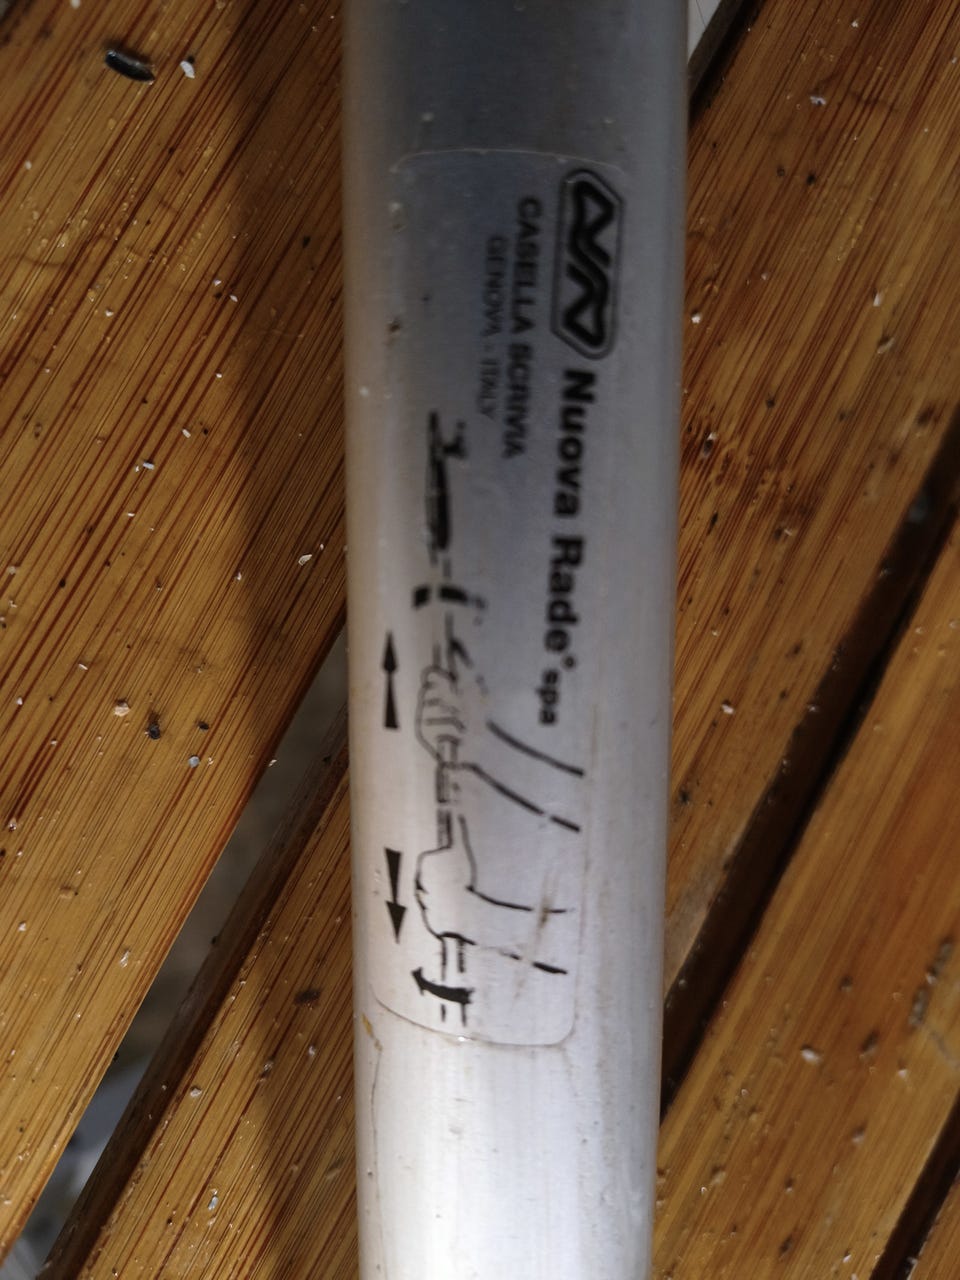 Nuova Rade° spa
CASELLA SCRIVIA
GENOVA - ITALY